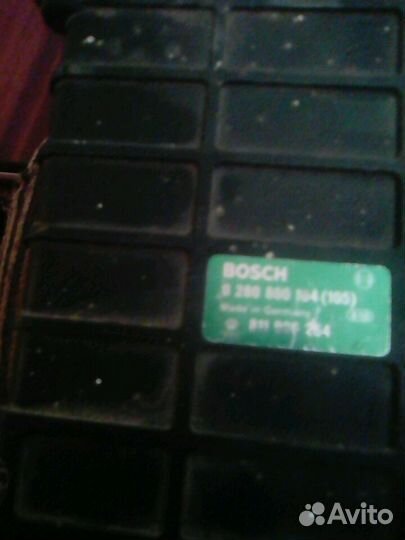 BOSCH
0 280 800 104 (105)
Made in Germany
811 906 264
Avito